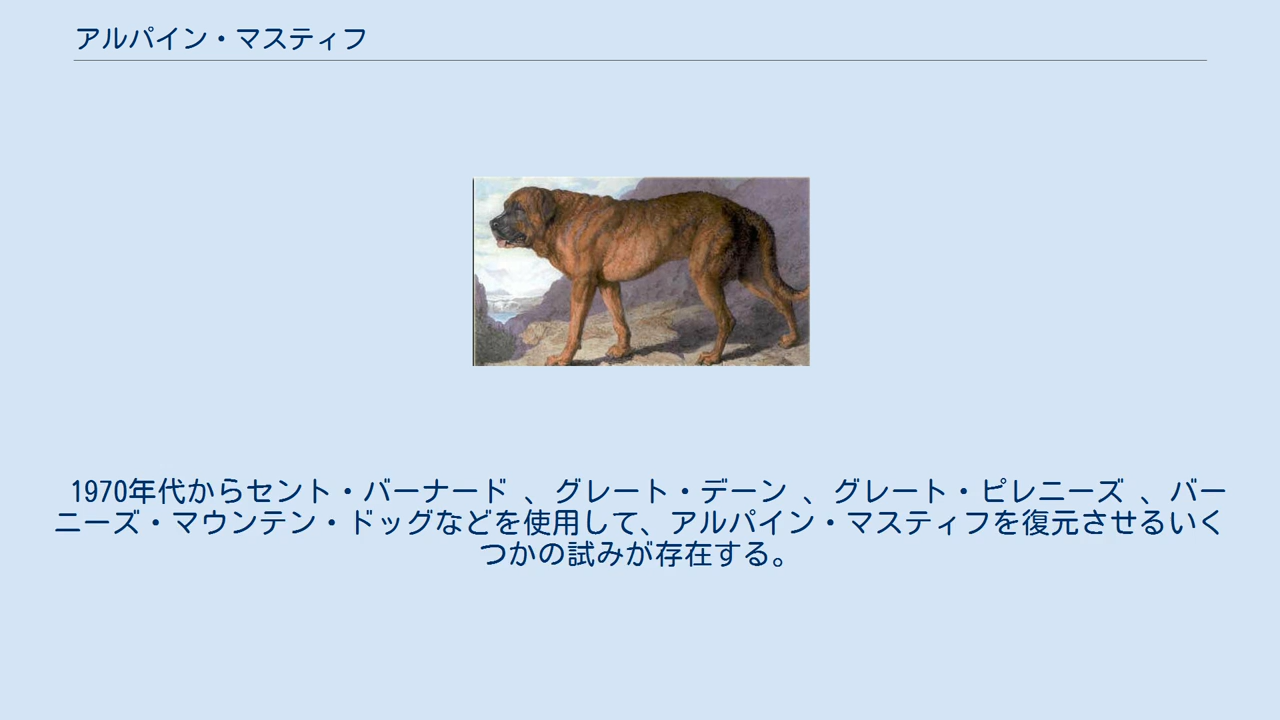 アルパイン・マスティフ
1970年代からセント・バーナード 、グレート・デーン 、グレート・ピレニーズ 、バー
ニーズ・マウンテン・ドッグなどを使用して、アルパイン・マスティフを復元させるいく
つかの試みが存在する。